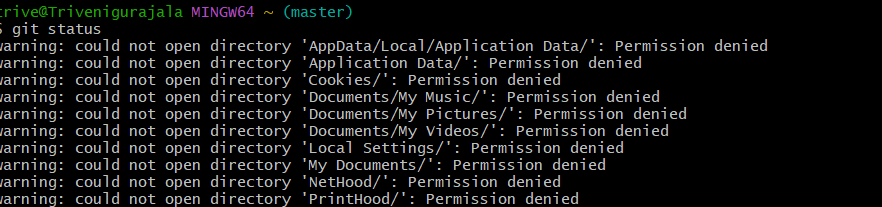 trive@Trivenigurajala MINGW64 ~ (master)
$ git status
warning: could not open directory 'AppData/Local/Application Data/': Permission denied
warning: could not open directory 'Application Data/': Permission denied
warning: could not open directory 'Cookies/': Permission denied
warning: could not open directory 'Documents/My Music/': Permission denied
warning: could not open directory 'Documents/My Pictures/': Permission denied
warning: could not open directory 'Documents/My Videos/': Permission denied
warning: could not open directory 'Local Settings/': Permission denied
warning: could not open directory 'My Documents/': Permission denied
warning: could not open directory 'NetHood/': Permission denied
warning: could not open directory 'PrintHood/': Permission denied